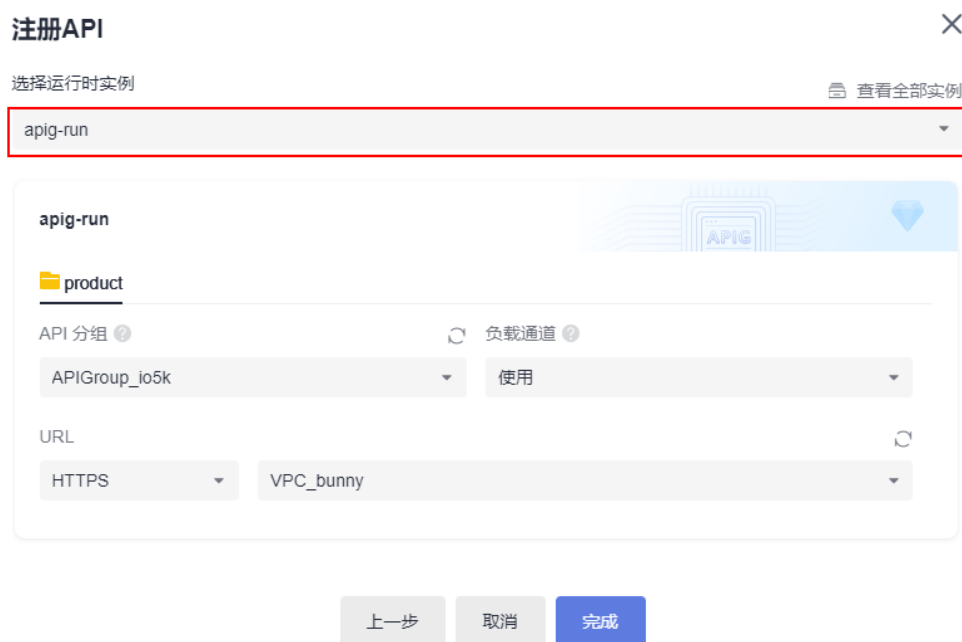 注册API
选择运行时实例
查看全部实例
apig-run
apig-run
APIG
product
API 分组
负载通道
APIGroup_io5k
使用
URL
HTTPS
VPC_bunny
上一步
取消
完成